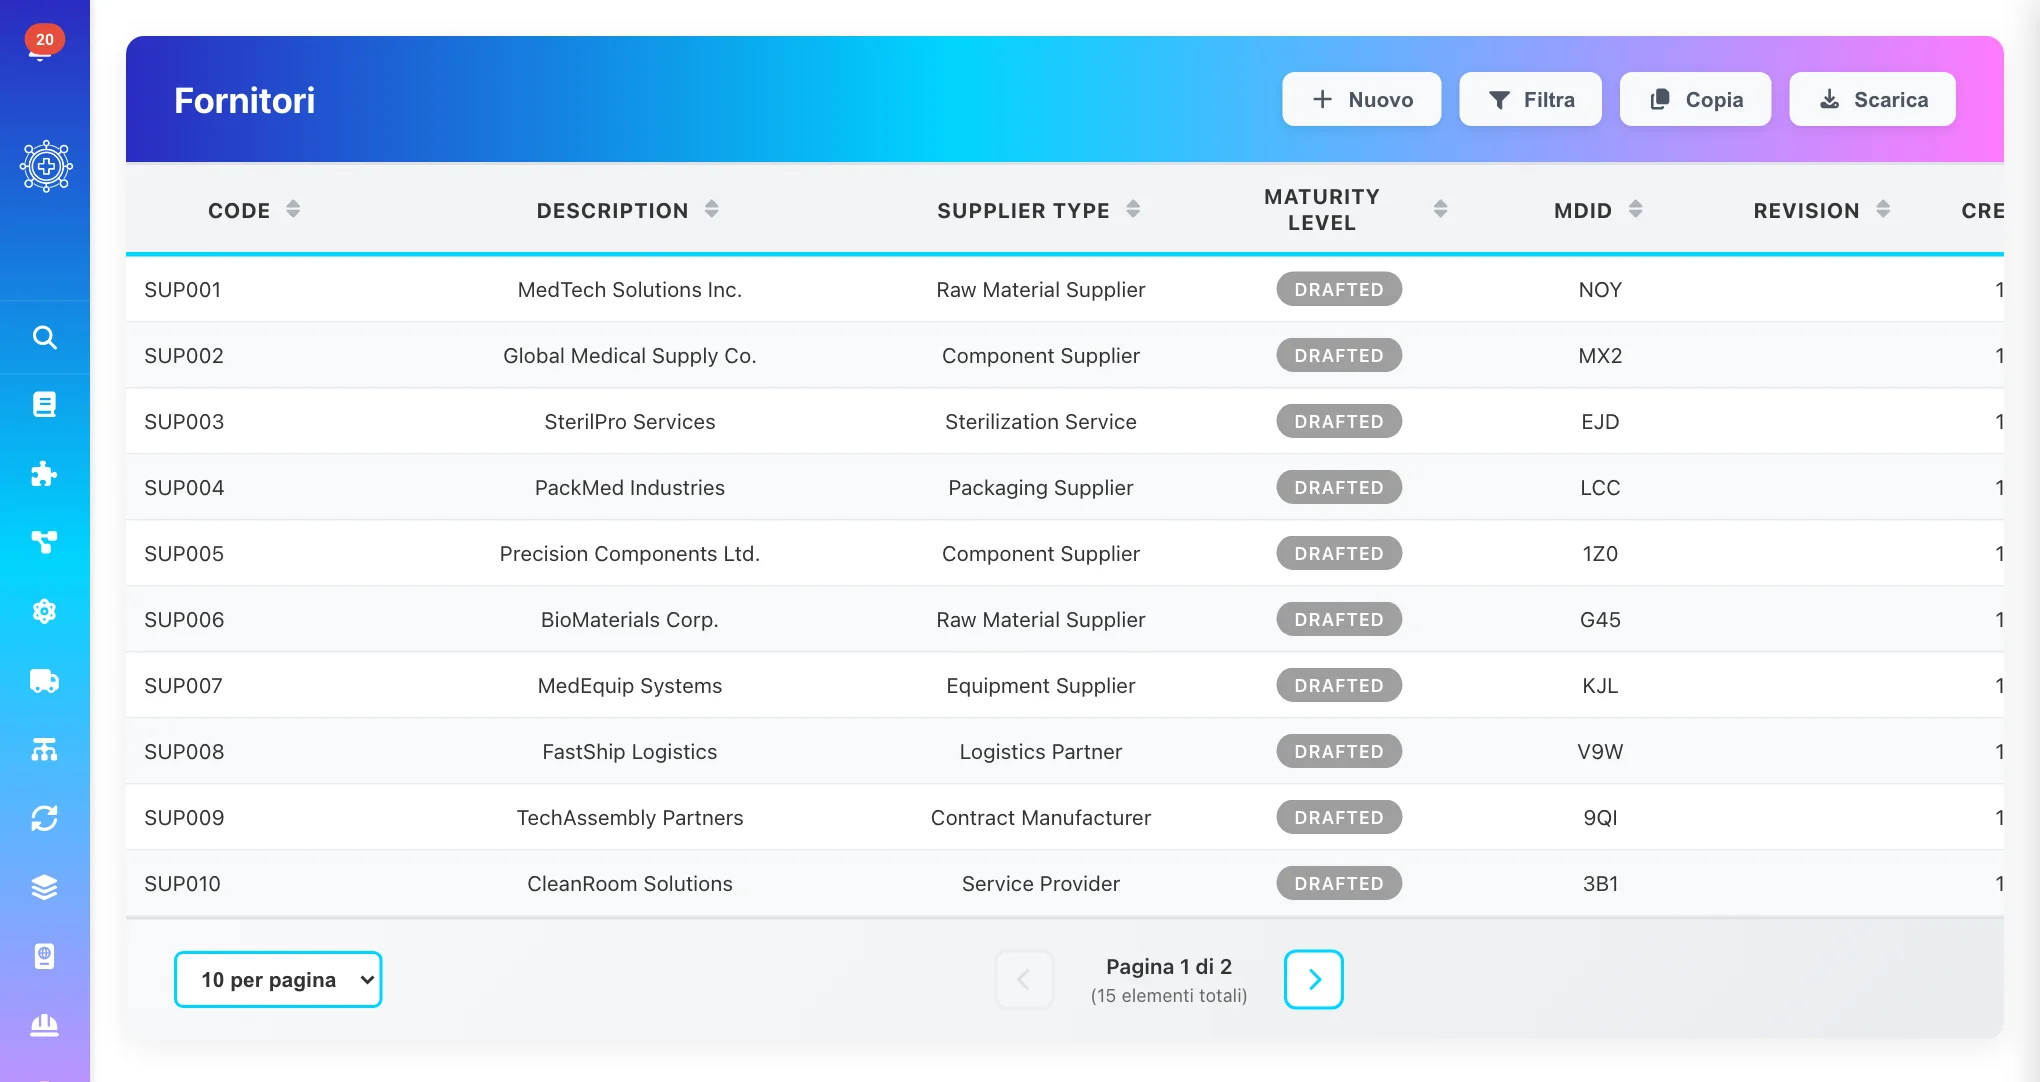 20
Fornitori
Nuovo
Filtra
Copia
Scarica
CODE DESCRIPTION SUPPLIER TYPE MATURITY LEVEL MDID REVISION CRE
SUP001 MedTech Solutions Inc. Raw Material Supplier DRAFTED NOY 1
SUP002 Global Medical Supply Co. Component Supplier DRAFTED MX2 1
SUP003 SterilPro Services Sterilization Service DRAFTED EJD 1
SUP004 PackMed Industries Packaging Supplier DRAFTED LCC 1
SUP005 Precision Components Ltd. Component Supplier DRAFTED 1Z0 1
SUP006 BioMaterials Corp. Raw Material Supplier DRAFTED G45 1
SUP007 MedEquip Systems Equipment Supplier DRAFTED KJL 1
SUP008 FastShip Logistics Logistics Partner DRAFTED V9W 1
SUP009 TechAssembly Partners Contract Manufacturer DRAFTED 9QI 1
SUP010 CleanRoom Solutions Service Provider DRAFTED 3B1 1
10 per pagina
Pagina 1 di 2
(15 elementi totali)